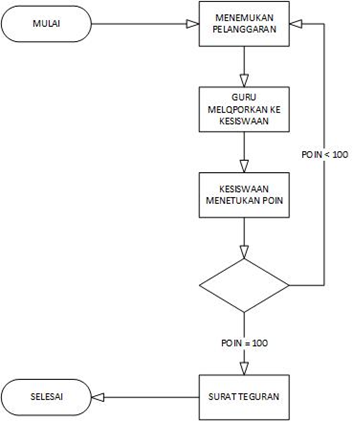 MULAI
MENEMUKAN
PELANGGARAN
GURU
MELQPORKAN KE
KESISWAAN
POIN < 100
KESISWAAN
MENETUKAN POIN
POIN = 100
SELESAI
SURAT TEGURAN